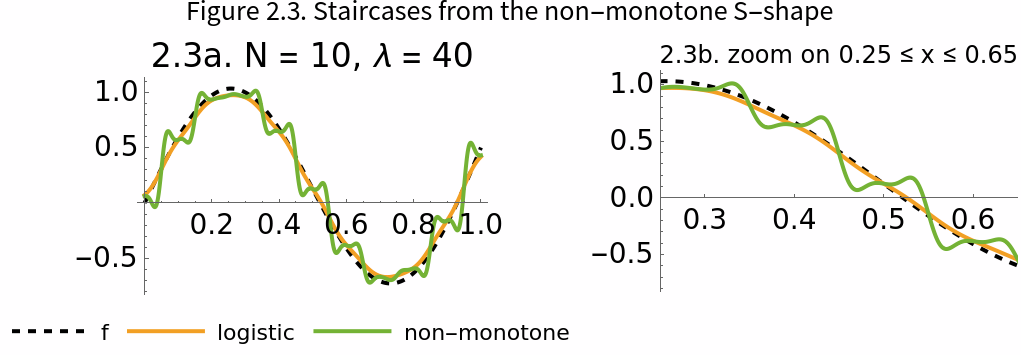 Figure 2.3. Staircases from the non−monotone S−shape
2.3a. N = 10, λ = 40
1.0
0.5
−0.5
0.2 0.4 0.6 0.8 1.0
2.3b. zoom on 0.25 ≤ x ≤ 0.65
1.0
0.5
0.0
−0.5
0.3 0.4 0.5 0.6
f logistic non−monotone